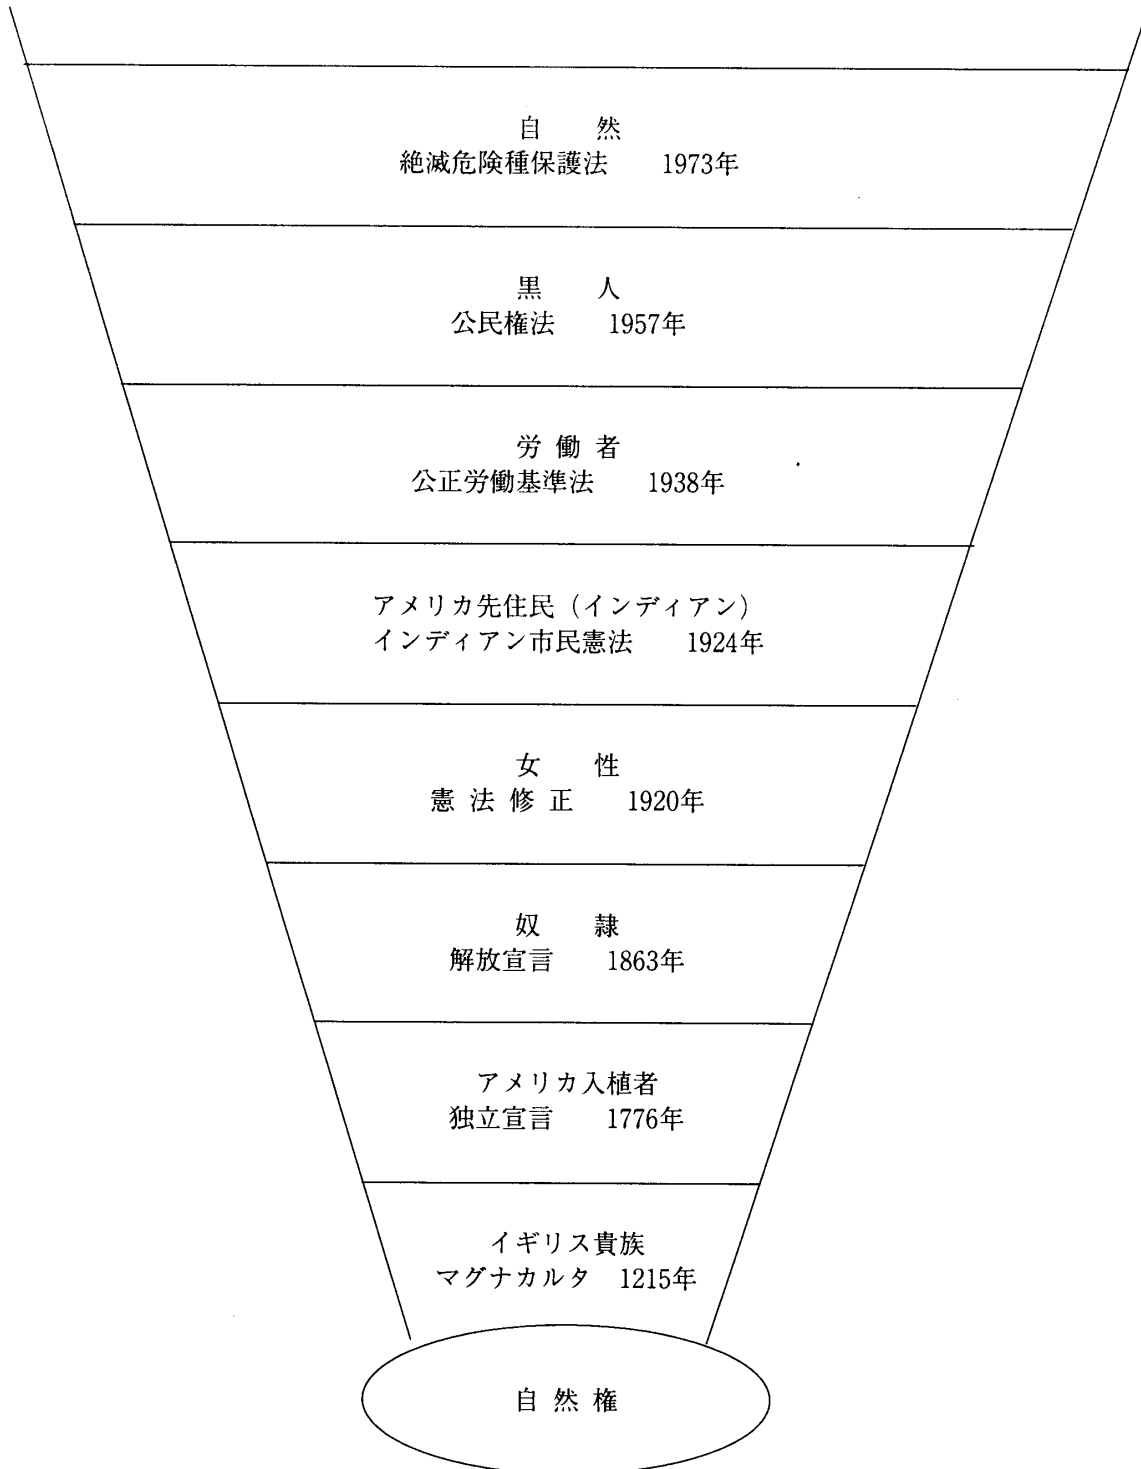 自　然
絶滅危険種保護法　1973年
黒　人
公民権法　1957年
労働者
公正労働基準法　1938年
アメリカ先住民（インディアン）
インディアン市民憲法　1924年
女　性
憲法修正　1920年
奴　隷
解放宣言　1863年
アメリカ入植者
独立宣言　1776年
イギリス貴族
マグナカルタ　1215年
自然権